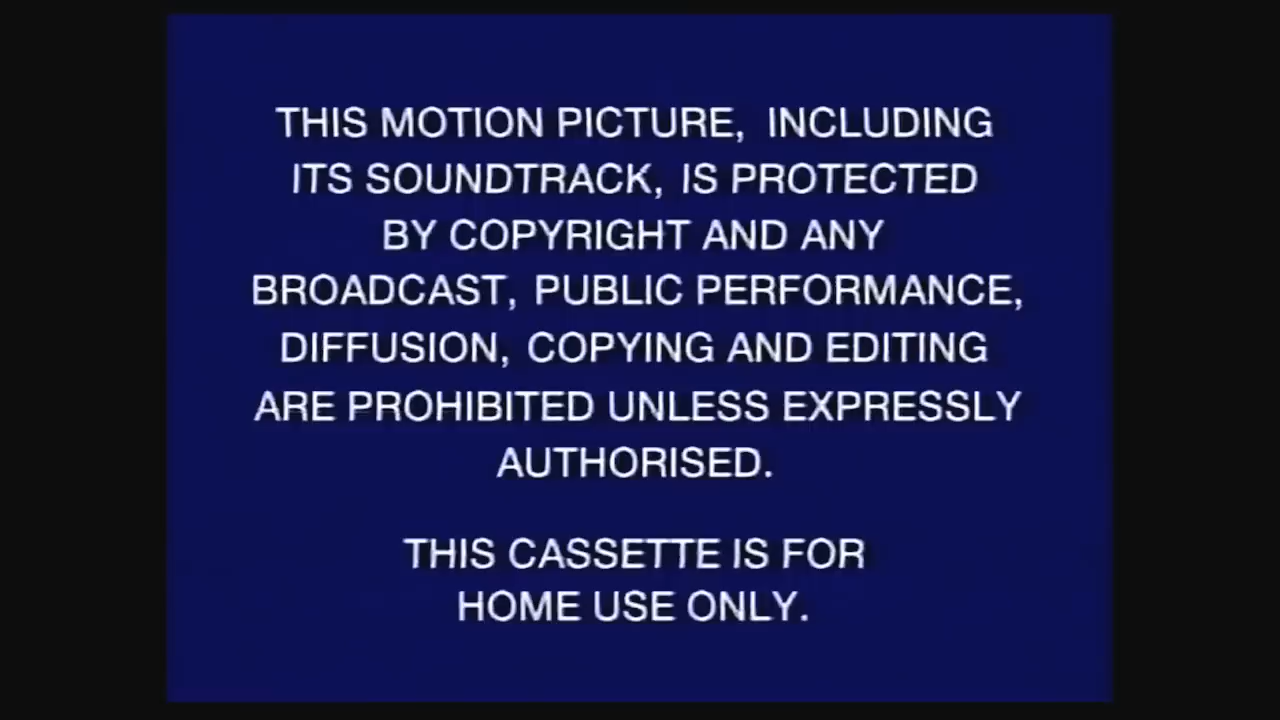 THIS MOTION PICTURE, INCLUDING
ITS SOUNDTRACK, IS PROTECTED
BY COPYRIGHT AND ANY
BROADCAST, PUBLIC PERFORMANCE,
DIFFUSION, COPYING AND EDITING
ARE PROHIBITED UNLESS EXPRESSLY
AUTHORISED.
THIS CASSETTE IS FOR
HOME USE ONLY.